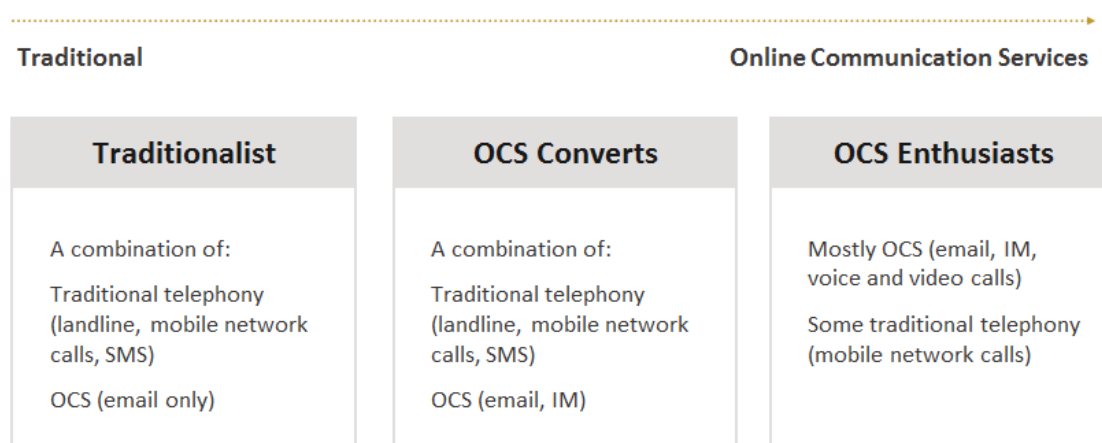 Traditional
Online Communication Services
Traditionalist
A combination of:
Traditional telephony
(landline, mobile network
calls, SMS)
OCS (email only)
OCS Converts
A combination of:
Traditional telephony
(landline, mobile network
calls, SMS)
OCS (email, IM)
OCS Enthusiasts
Mostly OCS (email, IM,
voice and video calls)
Some traditional telephony
(mobile network calls)